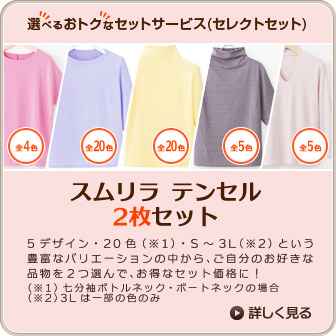 選べるおトクなセットサービス(セレクトセット)
全4色
全20色
全20色
全5色
全5色
スムリラ テンセル
2枚セット
5デザイン・20色(※1)・S～3L(※2)という
豊富なバリエーションの中から、ご自分のお好きな
品物を2つ選んで、お得なセット価格に！
(※1)七分袖ボトルネック・ボートネックの場合
(※2)3Lは一部の色のみ
詳しく見る